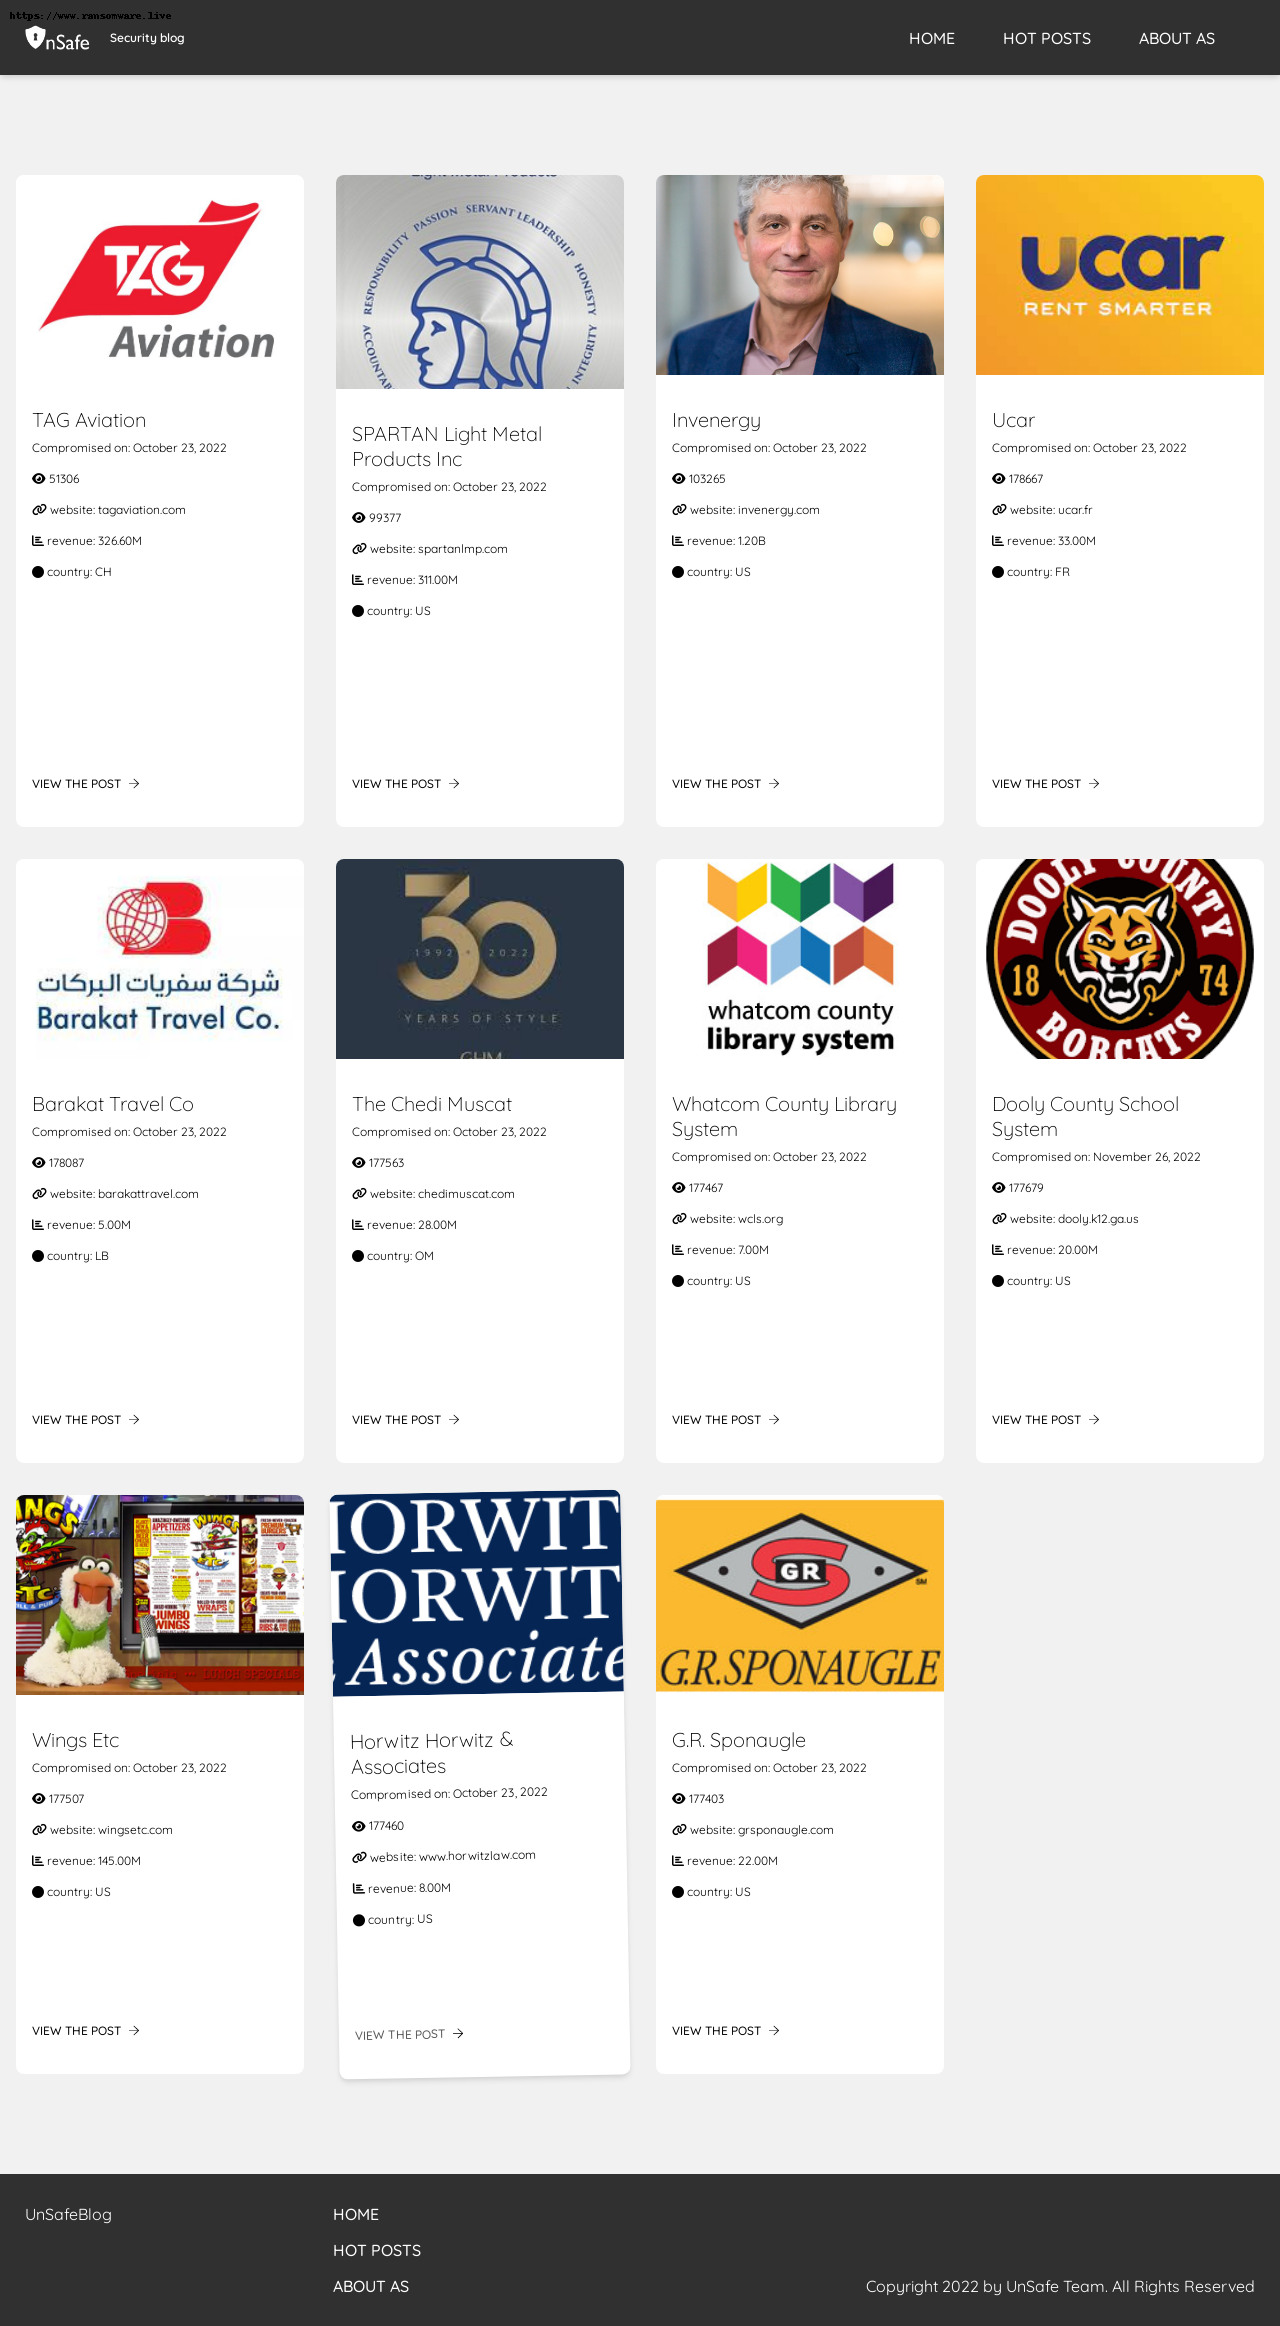 https://www.ransomware.live
nSafe
Security blog
HOME
HOT POSTS
ABOUT AS
TAG
Aviation
TAG Aviation
Compromised on: October 23, 2022
51306
website: tagaviation.com
revenue: 326.60M
country: CH
VIEW THE POST
Light Metal Products
RESPONSIBILITY PASSION SERVANT LEADERSHIP HONESTY INTEGRITY
SPARTAN Light Metal
Products Inc
Compromised on: October 23, 2022
99377
website: spartanlmp.com
revenue: 311.00M
country: US
VIEW THE POST
Invenergy
Compromised on: October 23, 2022
103265
website: invenergy.com
revenue: 1.20B
country: US
VIEW THE POST
ucar
RENT SMARTER
Ucar
Compromised on: October 23, 2022
178667
website: ucar.fr
revenue: 33.00M
country: FR
VIEW THE POST
شركة سفريات البركات
Barakat Travel Co.
Barakat Travel Co
Compromised on: October 23, 2022
178087
website: barakattravel.com
revenue: 5.00M
country: LB
VIEW THE POST
30
1992 • 2022
YEARS OF STYLE
GHM
The Chedi Muscat
Compromised on: October 23, 2022
177563
website: chedimuscat.com
revenue: 28.00M
country: OM
VIEW THE POST
whatcom county
library system
Whatcom County Library
System
Compromised on: October 23, 2022
177467
website: wcls.org
revenue: 7.00M
country: US
VIEW THE POST
DOOLY COUNTY
18 74
BOBCATS
Dooly County School
System
Compromised on: November 26, 2022
177679
website: dooly.k12.ga.us
revenue: 20.00M
country: US
VIEW THE POST
WINGS
ETC
APPETIZERS
WINGS
BURGERS
JUMBO
WINGS
WRAPS
LUNCH SPECIALS
Wings Etc
Compromised on: October 23, 2022
177507
website: wingsetc.com
revenue: 145.00M
country: US
VIEW THE POST
HORWIT
HORWIT
Associate
Horwitz Horwitz &
Associates
Compromised on: October 23, 2022
177460
website: www.horwitzlaw.com
revenue: 8.00M
country: US
VIEW THE POST
GR
SM
G.R.SPONAUGLE
G.R. Sponaugle
Compromised on: October 23, 2022
177403
website: grsponaugle.com
revenue: 22.00M
country: US
VIEW THE POST
UnSafeBlog
HOME
HOT POSTS
ABOUT AS
Copyright 2022 by UnSafe Team. All Rights Reserved